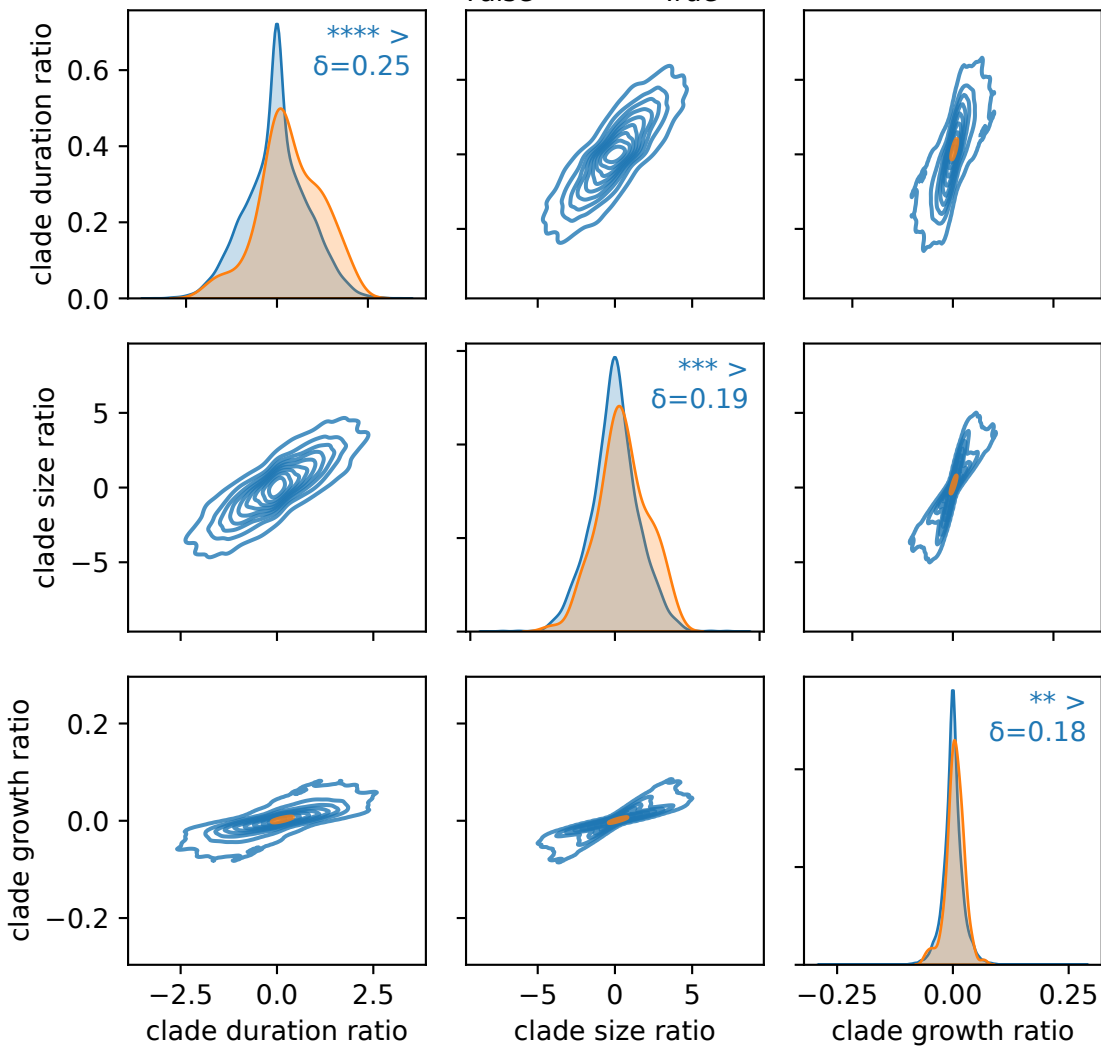 **** >
δ=0.25
clade duration ratio
0.6
0.4
0.2
0.0
*** >
δ=0.19
clade size ratio
5
0
−5
** >
δ=0.18
clade growth ratio
0.2
0.0
−0.2
−2.5 0.0 2.5
−5 0 5
−0.25 0.00 0.25
clade duration ratio
clade size ratio
clade growth ratio